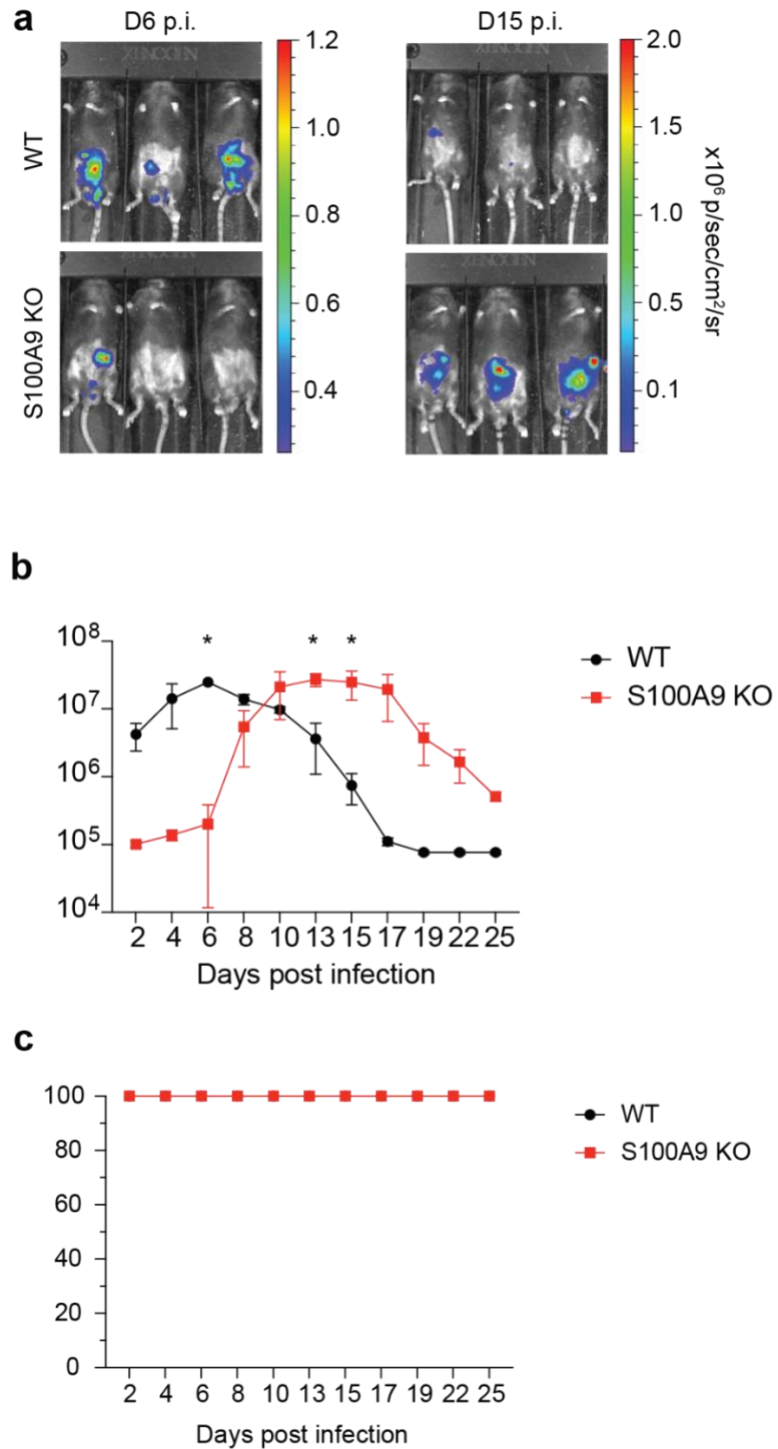 a
D6 p.i.
D15 p.i.
WT
S100A9 KO
1.2
1.0
0.8
0.6
0.4
2.0
1.5
1.0
0.5
0.1
x10⁶ p/sec/cm²/sr
b
10⁸
10⁷
10⁶
10⁵
10⁴
* * *
2 4 6 8 10 13 15 17 19 22 25
Days post infection
WT
S100A9 KO
c
100
80
60
40
20
0
2 4 6 8 10 13 15 17 19 22 25
Days post infection
WT
S100A9 KO